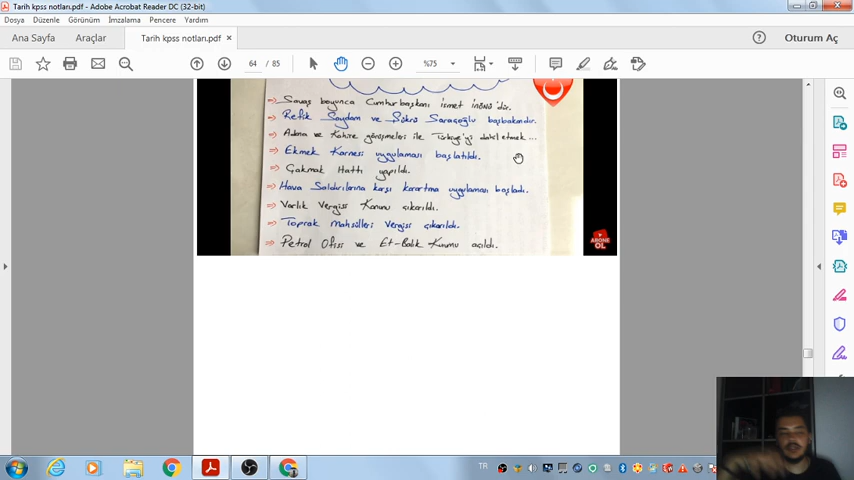 Tarih kpss notları.pdf - Adobe Acrobat Reader DC (32-bit)
Dosya Düzenle Görünüm İmzalama Pencere Yardım
Ana Sayfa Araçlar Tarih kpss notları.pdf × Oturum Aç
64 / 85 %75
⇒ Savaş boyunca Cumhurbaşkanı İsmet İNÖNÜ'dür.
⇒ Refik Saydam ve Şükrü Saraçoğlu başbakandır.
⇒ Adana ve Kahire görüşmeleri ile Türkiye'yi dahil etmek ...
⇒ Ekmek Karnesi uygulaması başlatıldı.
⇒ Çakmak Hattı yapıldı.
⇒ Hava Saldırılarına karşı karartma uygulaması başladı.
⇒ Varlık Vergisi Kanunu çıkarıldı.
⇒ Toprak Mahsülleri Vergisi çıkarıldı.
⇒ Petrol Ofisi ve Et-Balık Kurumu açıldı.
ABONE
OL
TR